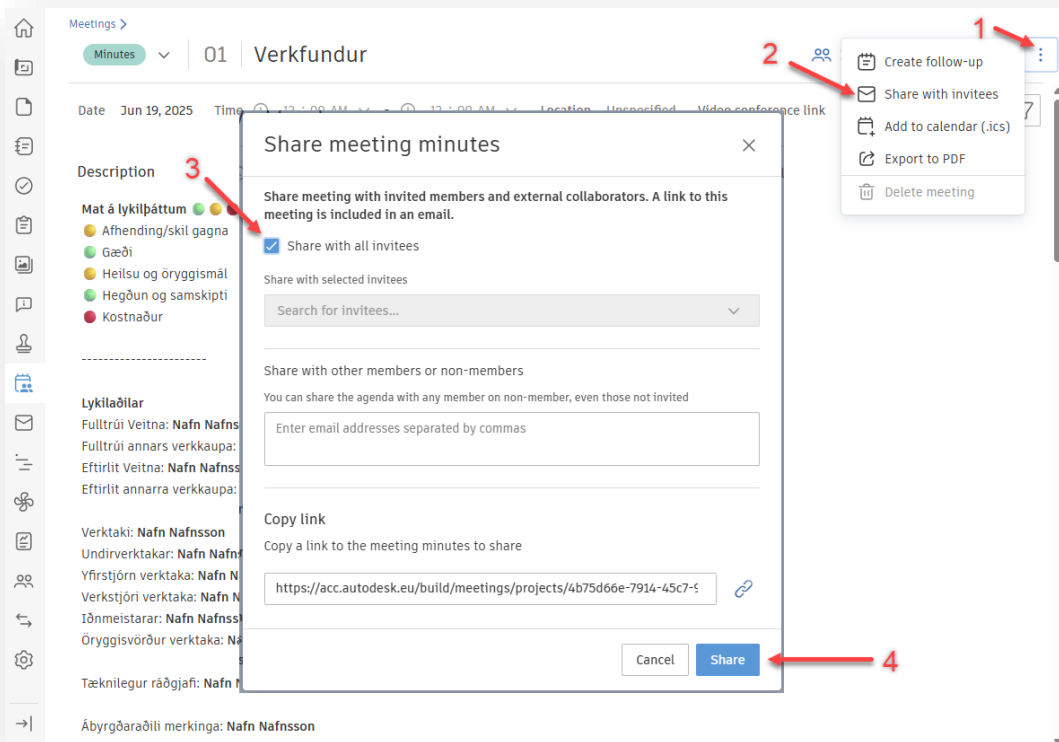 Meetings
Minutes 01 Verkfundur
1
2
Create follow-up
Share with invitees
Add to calendar (.ics)
Export to PDF
Delete meeting
Date Jun 19, 2025 Time 12 : 00 AM - 12 : 00 AM Location Unspecified Video conference link
Description
Mat á lykilþáttum
Afhending/skil gagna
Gæði
Heilsu og öryggismál
Hegðun og samskipti
Kostnaður
-----------------------
Lykilaðilar
Fulltrúi Veitna: Nafn Nafns
Fulltrúi annars verkkaupa:
Eftirlit Veitna: Nafn Nafnss
Eftirlit annarra verkkaupa:
Verktaki: Nafn Nafnsson
Undirverktakar: Nafn Nafn
Yfirstjórn verktaka: Nafn N
Verkstjóri verktaka: Nafn N
Iðnmeistarar: Nafn Nafnss
Öryggisvörður verktaka: Na
Tæknilegur ráðgjafi: Nafn
Ábyrgðaraðili merkinga: Nafn Nafnsson
Share meeting minutes
3
Share meeting with invited members and external collaborators. A link to this
meeting is included in an email.
Share with all invitees
Share with selected invitees
Search for invitees...
Share with other members or non-members
You can share the agenda with any member on non-member, even those not invited
Enter email addresses separated by commas
Copy link
Copy a link to the meeting minutes to share
https://acc.autodesk.eu/build/meetings/projects/4b75d66e-7914-45c7-9
Cancel Share
4